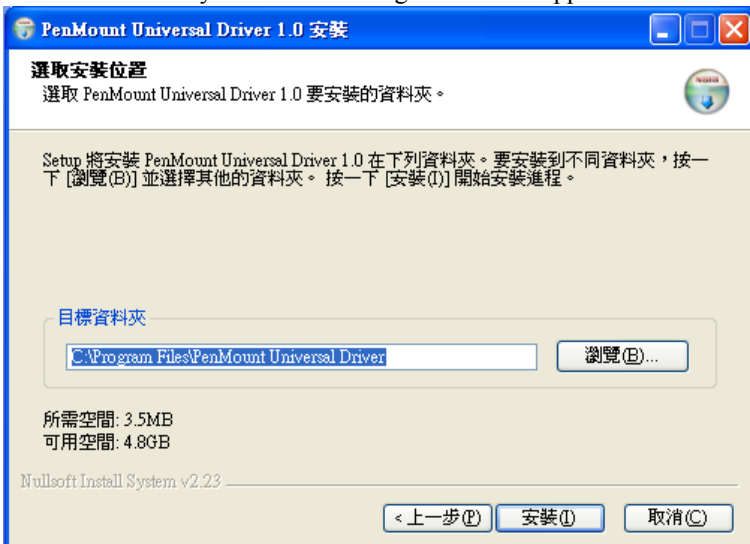 PenMount Universal Driver 1.0 安裝
選取安裝位置
選取 PenMount Universal Driver 1.0 要安裝的資料夾。
Setup 將安裝 PenMount Universal Driver 1.0 在下列資料夾。要安裝到不同資料夾，按一
下 [瀏覽(B)] 並選擇其他的資料夾。 按一下 [安裝(I)] 開始安裝進程。
目標資料夾
C:\Program Files\PenMount Universal Driver
瀏覽(B)...
所需空間: 3.5MB
可用空間: 4.8GB
Nullsoft Install System v2.23
<上一步(P) 安裝(I) 取消(C)